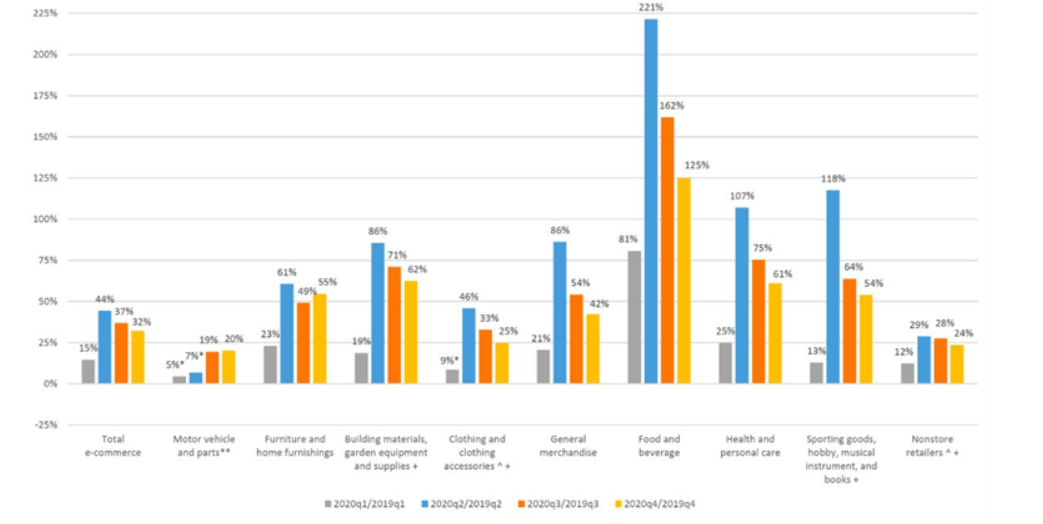 225%
200%
175%
150%
125%
100%
75%
50%
25%
0%
-25%
15%
44%
37%
32%
5%*
7%*
19%
20%
23%
61%
49%
55%
19%
86%
71%
62%
9%*
46%
33%
25%
21%
86%
54%
42%
81%
221%
162%
125%
25%
107%
75%
61%
13%
118%
64%
54%
12%
29%
28%
24%
Total
e-commerce
Motor vehicle
and parts**
Furniture and
home furnishings
Building materials,
garden equipment
and supplies +
Clothing and
clothing
accessories ^ +
General
merchandise
Food and
beverage
Health and
personal care
Sporting goods,
hobby, musical
instrument, and
books +
Nonstore
retailers ^ +
2020q1/2019q1
2020q2/2019q2
2020q3/2019q3
2020q4/2019q4